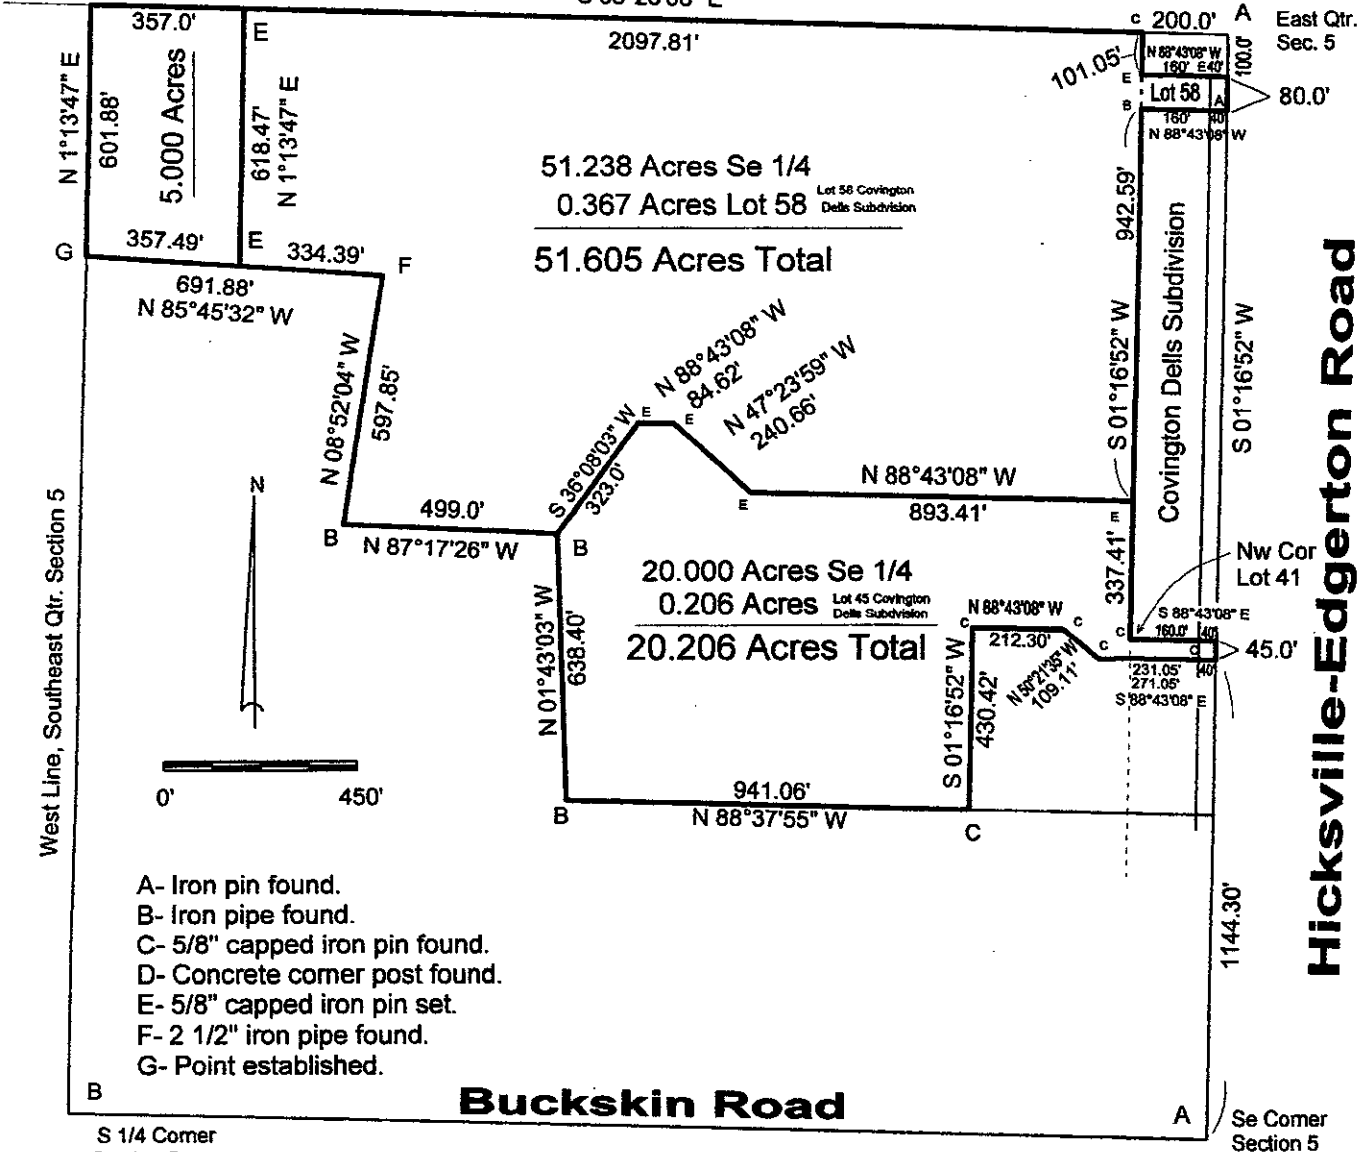 357.0'
2097.81'
C 200.0'
A
East Qtr.
Sec. 5
N 88°43'08" W
160' E 40'
100.0'
101.05'
E
Lot 58
A
80.0'
B
160' 40'
N 88°43'08" W
E
N 1°13'47" E
601.88'
5.000 Acres
618.47'
N 1°13'47" E
51.238 Acres Se 1/4
0.367 Acres Lot 58 Lot 58 Covington
Dells Subdivision
51.605 Acres Total
942.59'
S 01°16'52" W
Covington Dells Subdivision
S 01°16'52" W
Hicksville-Edgerton Road
G
357.49'
E
334.39'
F
691.88'
N 85°45'32" W
N 08°52'04" W
597.85'
N 88°43'08" W
84.62'
N 47°23'59" W
240.66'
E
E
S 36°08'03" W
323.0'
N 88°43'08" W
893.41'
E
E
N
499.0'
B
N 87°17'26" W
B
West Line, Southeast Qtr. Section 5
337.41'
Nw Cor
Lot 41
20.000 Acres Se 1/4
0.206 Acres Lot 45 Covington
Dells Subdivision
20.206 Acres Total
N 88°43'08" W
212.30'
C
C
C
C
N 50°21'35" W
109.11'
S 88°43'08" E
160.0' 40'
C
45.0'
231.05' 40'
271.05'
S 88°43'08" E
N 01°43'03" W
638.40'
S 01°16'52" W
430.42'
0' 450'
941.06'
B
N 88°37'55" W
C
1144.30'
A- Iron pin found.
B- Iron pipe found.
C- 5/8" capped iron pin found.
D- Concrete corner post found.
E- 5/8" capped iron pin set.
F- 2 1/2" iron pipe found.
G- Point established.
B
Buckskin Road
A
S 1/4 Corner
Se Corner
Section 5